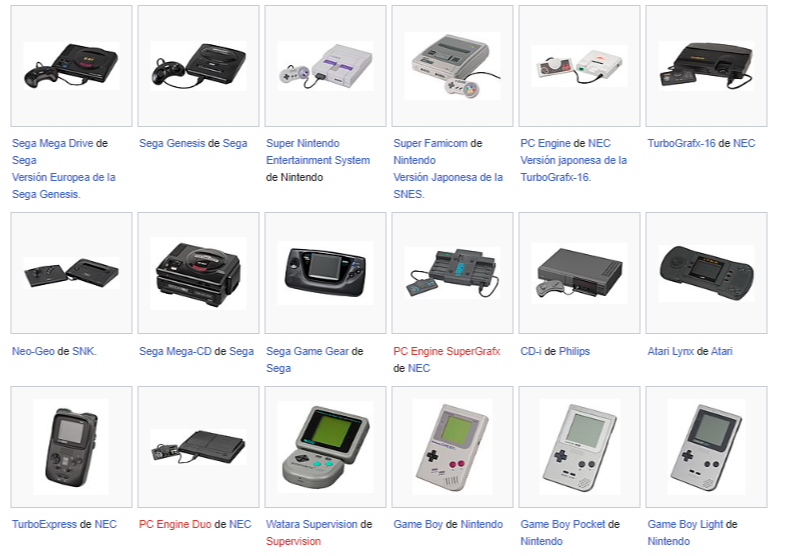 Sega Mega Drive de
Sega
Versión Europea de la
Sega Genesis.
Sega Genesis de Sega
Super Nintendo
Entertainment System
de Nintendo
Super Famicom de
Nintendo
Versión Japonesa de la
SNES.
PC Engine de NEC
Versión japonesa de la
TurboGrafx-16.
TurboGrafx-16 de NEC
Neo-Geo de SNK.
Sega Mega-CD de Sega
Sega Game Gear de
Sega
PC Engine SuperGrafx
de NEC
CD-i de Philips
Atari Lynx de Atari
TurboExpress de NEC
PC Engine Duo de NEC
Watara Supervision de
Supervision
Game Boy de Nintendo
Game Boy Pocket de
Nintendo
Game Boy Light de
Nintendo